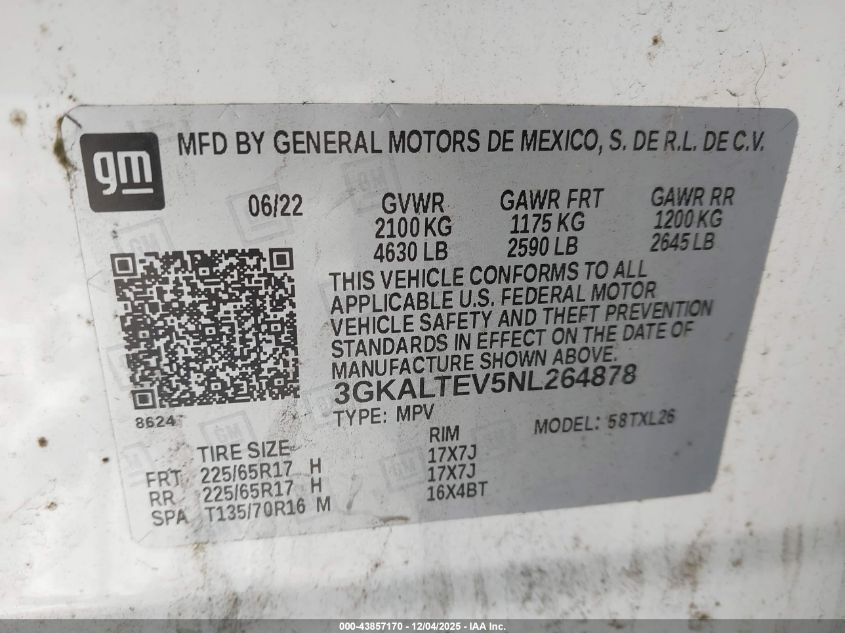 gm
MFD BY GENERAL MOTORS DE MEXICO, S. DE R.L. DE C.V.
06/22
GVWR GAWR FRT GAWR RR
2100 KG 1175 KG 1200 KG
4630 LB 2590 LB 2645 LB
THIS VEHICLE CONFORMS TO ALL
APPLICABLE U.S. FEDERAL MOTOR
VEHICLE SAFETY AND THEFT PREVENTION
STANDARDS IN EFFECT ON THE DATE OF
MANUFACTURE SHOWN ABOVE.
3GKALTEV5NL264878
8624
TYPE: MPV MODEL: 58TXL26
TIRE SIZE RIM
FRT 225/65R17 H 17X7J
RR 225/65R17 H 17X7J
SPA T135/70R16 M 16X4BT
000-43857170 - 12/04/2025 - IAA Inc.